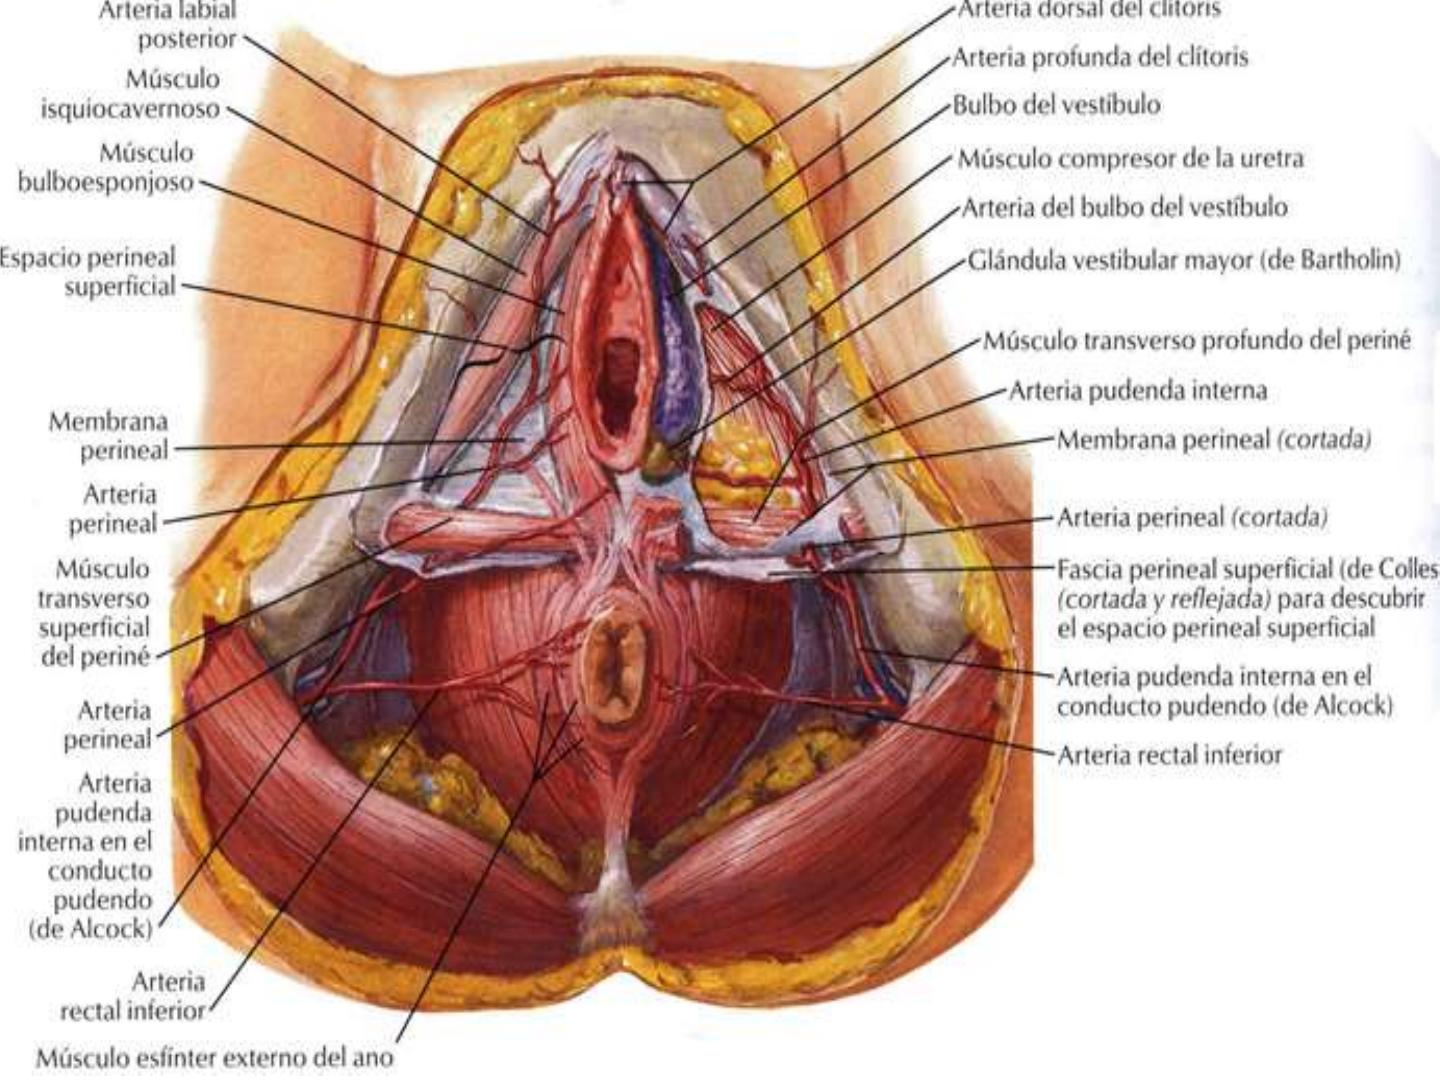 Arteria labial
posterior
Músculo
isquiocavernoso
Músculo
bulboesponjoso
Espacio perineal
superficial
Membrana
perineal
Arteria
perineal
Músculo
transverso
superficial
del periné
Arteria
perineal
Arteria
pudenda
interna en el
conducto
pudendo
(de Alcock)
Arteria
rectal inferior
Músculo esfínter externo del ano
Arteria dorsal del clítoris
Arteria profunda del clítoris
Bulbo del vestíbulo
Músculo compresor de la uretra
Arteria del bulbo del vestíbulo
Glándula vestibular mayor (de Bartholin)
Músculo transverso profundo del periné
Arteria pudenda interna
Membrana perineal (cortada)
Arteria perineal (cortada)
Fascia perineal superficial (de Colles
(cortada y reflejada) para descubrir
el espacio perineal superficial
Arteria pudenda interna en el
conducto pudendo (de Alcock)
Arteria rectal inferior